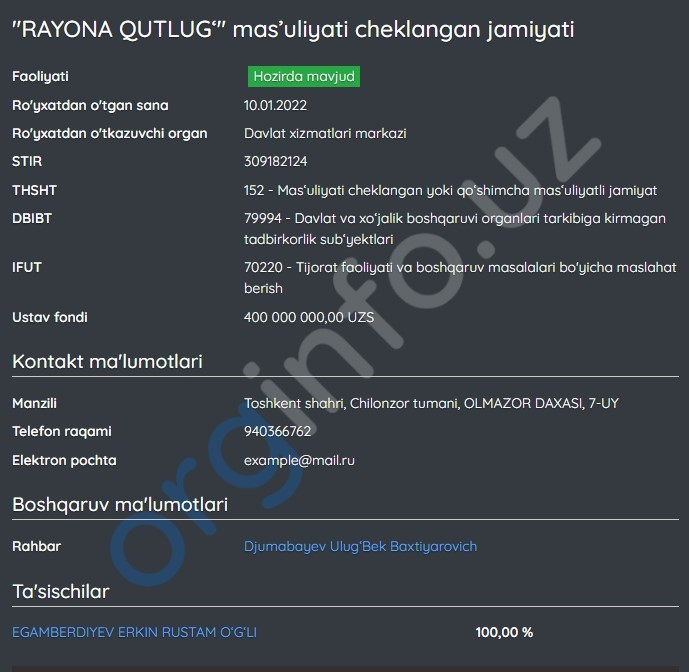 "RAYONA QUTLUG‘" mas’uliyati cheklangan jamiyati
Faoliyati Hozirda mavjud
Ro'yxatdan o'tgan sana 10.01.2022
Ro'yxatdan o'tkazuvchi organ Davlat xizmatlari markazi
STIR 309182124
THSHT 152 - Mas‘uliyati cheklangan yoki qo‘shimcha mas‘uliyatli jamiyat
DBIBT 79994 - Davlat va xo‘jalik boshqaruvi organlari tarkibiga kirmagan
tadbirkorlik sub‘yektlari
IFUT 70220 - Tijorat faoliyati va boshqaruv masalalari bo'yicha maslahat
berish
Ustav fondi 400 000 000,00 UZS
Kontakt ma'lumotlari
Manzili Toshkent shahri, Chilonzor tumani, OLMAZOR DAXASI, 7-UY
Telefon raqami 940366762
Elektron pochta example@mail.ru
Boshqaruv ma'lumotlari
Rahbar Djumabayev Ulug‘Bek Baxtiyarovich
Ta'sischilar
EGAMBERDIYEV ERKIN RUSTAM O‘G‘LI 100,00 %
orginfo.uz